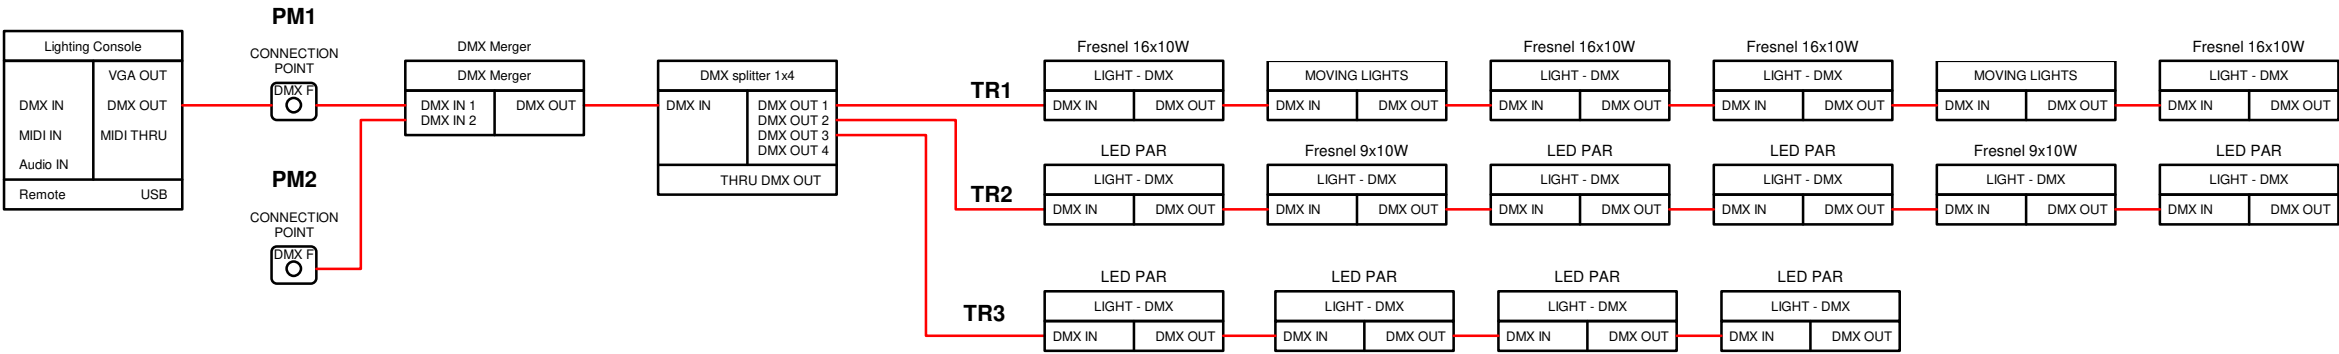 PM1
Lighting Console
VGA OUT
DMX IN
DMX OUT
MIDI IN
MIDI THRU
Audio IN
Remote
USB
CONNECTION
POINT
DMX F
PM2
CONNECTION
POINT
DMX F
DMX Merger
DMX Merger
DMX IN 1
DMX IN 2
DMX OUT
DMX splitter 1x4
DMX IN
DMX OUT 1
DMX OUT 2
DMX OUT 3
DMX OUT 4
THRU DMX OUT
TR1
Fresnel 16x10W
LIGHT - DMX
DMX IN
DMX OUT
MOVING LIGHTS
DMX IN
DMX OUT
Fresnel 16x10W
LIGHT - DMX
DMX IN
DMX OUT
Fresnel 16x10W
LIGHT - DMX
DMX IN
DMX OUT
MOVING LIGHTS
DMX IN
DMX OUT
Fresnel 16x10W
LIGHT - DMX
DMX IN
DMX OUT
TR2
LED PAR
LIGHT - DMX
DMX IN
DMX OUT
Fresnel 9x10W
LIGHT - DMX
DMX IN
DMX OUT
LED PAR
LIGHT - DMX
DMX IN
DMX OUT
LED PAR
LIGHT - DMX
DMX IN
DMX OUT
Fresnel 9x10W
LIGHT - DMX
DMX IN
DMX OUT
LED PAR
LIGHT - DMX
DMX IN
DMX OUT
TR3
LED PAR
LIGHT - DMX
DMX IN
DMX OUT
LED PAR
LIGHT - DMX
DMX IN
DMX OUT
LED PAR
LIGHT - DMX
DMX IN
DMX OUT
LED PAR
LIGHT - DMX
DMX IN
DMX OUT